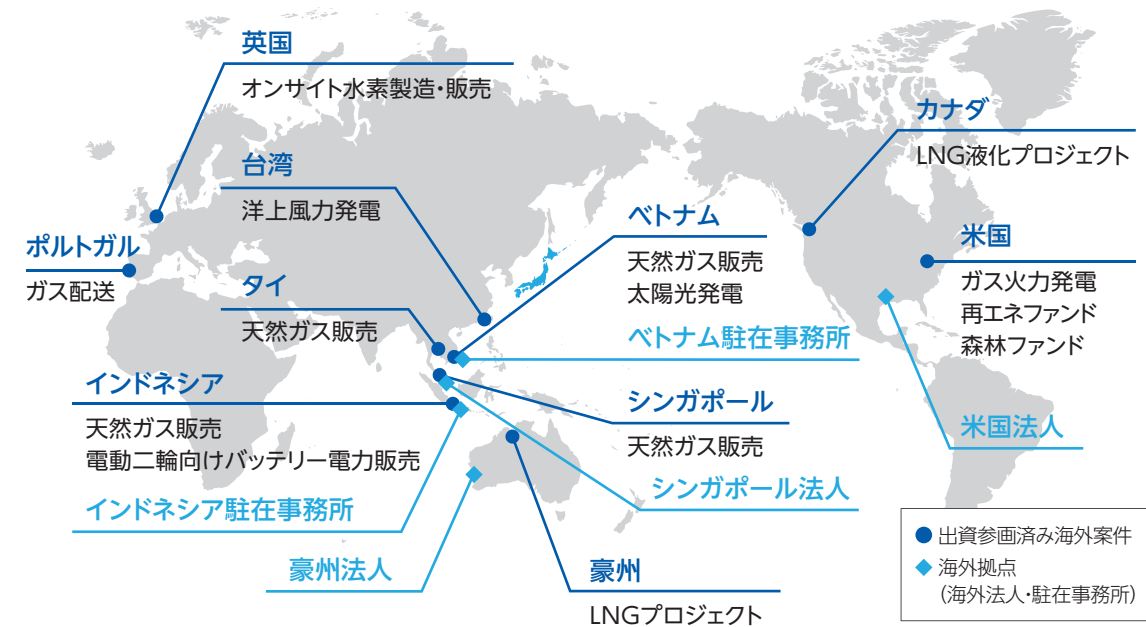 英国
オンサイト水素製造・販売
台湾
洋上風力発電
ポルトガル
ガス配送
タイ
天然ガス販売
ベトナム
天然ガス販売
太陽光発電
ベトナム駐在事務所
カナダ
LNG液化プロジェクト
米国
ガス火力発電
再エネファンド
森林ファンド
米国法人
インドネシア
天然ガス販売
電動二輪向けバッテリー電力販売
インドネシア駐在事務所
シンガポール
天然ガス販売
シンガポール法人
豪州法人
豪州
LNGプロジェクト
出資参画済み海外案件
海外拠点
(海外法人・駐在事務所)